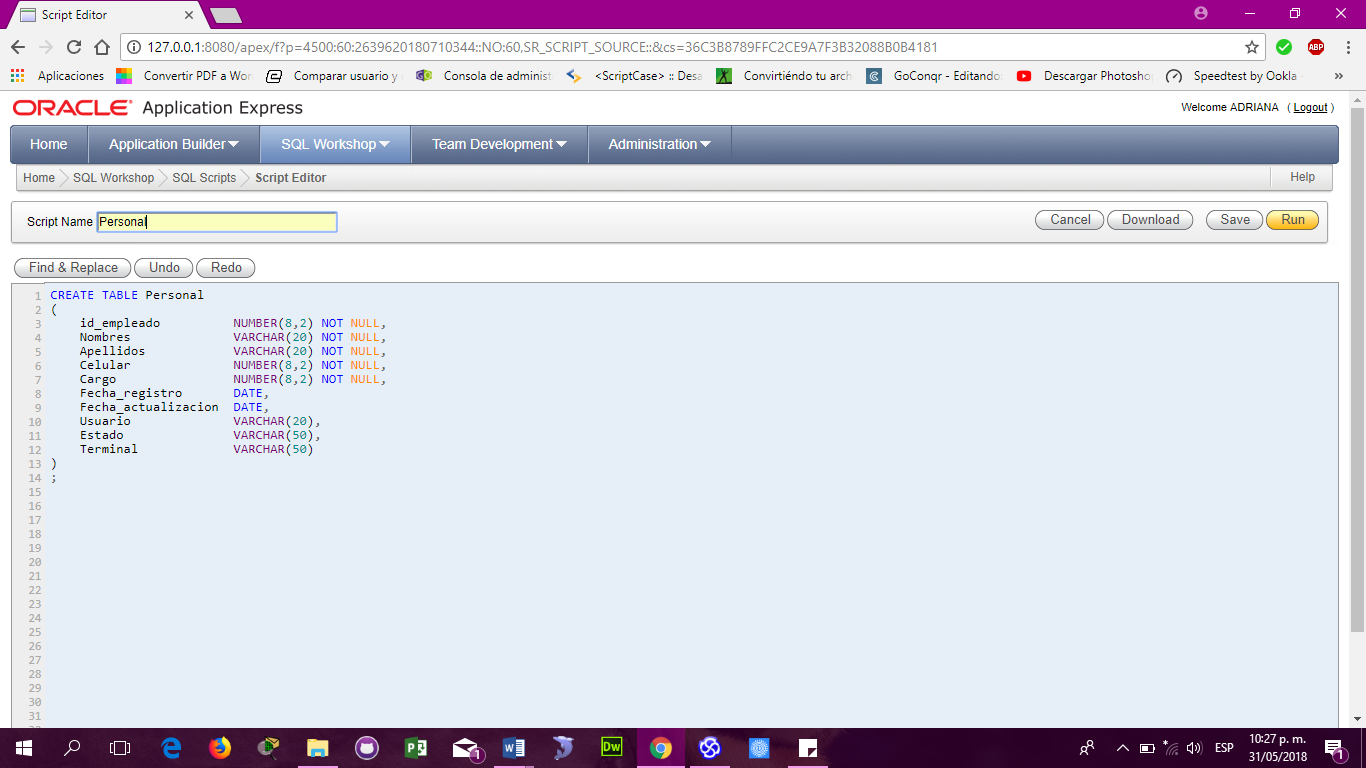 Script Editor
127.0.0.1:8080/apex/f?p=4500:60:2639620180710344::NO:60,SR_SCRIPT_SOURCE::&cs=36C3B8789FFC2CE9A7F3B32088B0B4181
ABP
Aplicaciones Convertir PDF a Wor Comparar usuario y Consola de administ <ScriptCase> :: Desa Convirtiéndo tu arch GoConqr - Editando Descargar Photosho Speedtest by Ookla »
ORACLE Application Express Welcome ADRIANA ( Logout )
Home Application Builder SQL Workshop Team Development Administration
Home SQL Workshop SQL Scripts Script Editor Help
Script Name Personal Cancel Download Save Run
Find & Replace Undo Redo
1 CREATE TABLE Personal
2 (
3 id_empleado NUMBER(8,2) NOT NULL,
4 Nombres VARCHAR(20) NOT NULL,
5 Apellidos VARCHAR(20) NOT NULL,
6 Celular NUMBER(8,2) NOT NULL,
7 Cargo NUMBER(8,2) NOT NULL,
8 Fecha_registro DATE,
9 Fecha_actualizacion DATE,
10 Usuario VARCHAR(20),
11 Estado VARCHAR(50),
12 Terminal VARCHAR(50)
13 )
14 ;
15
16
17
18
19
20
21
22
23
24
25
26
27
28
29
30
31
Dw ESP 10:27 p. m.
31/05/2018
1
1